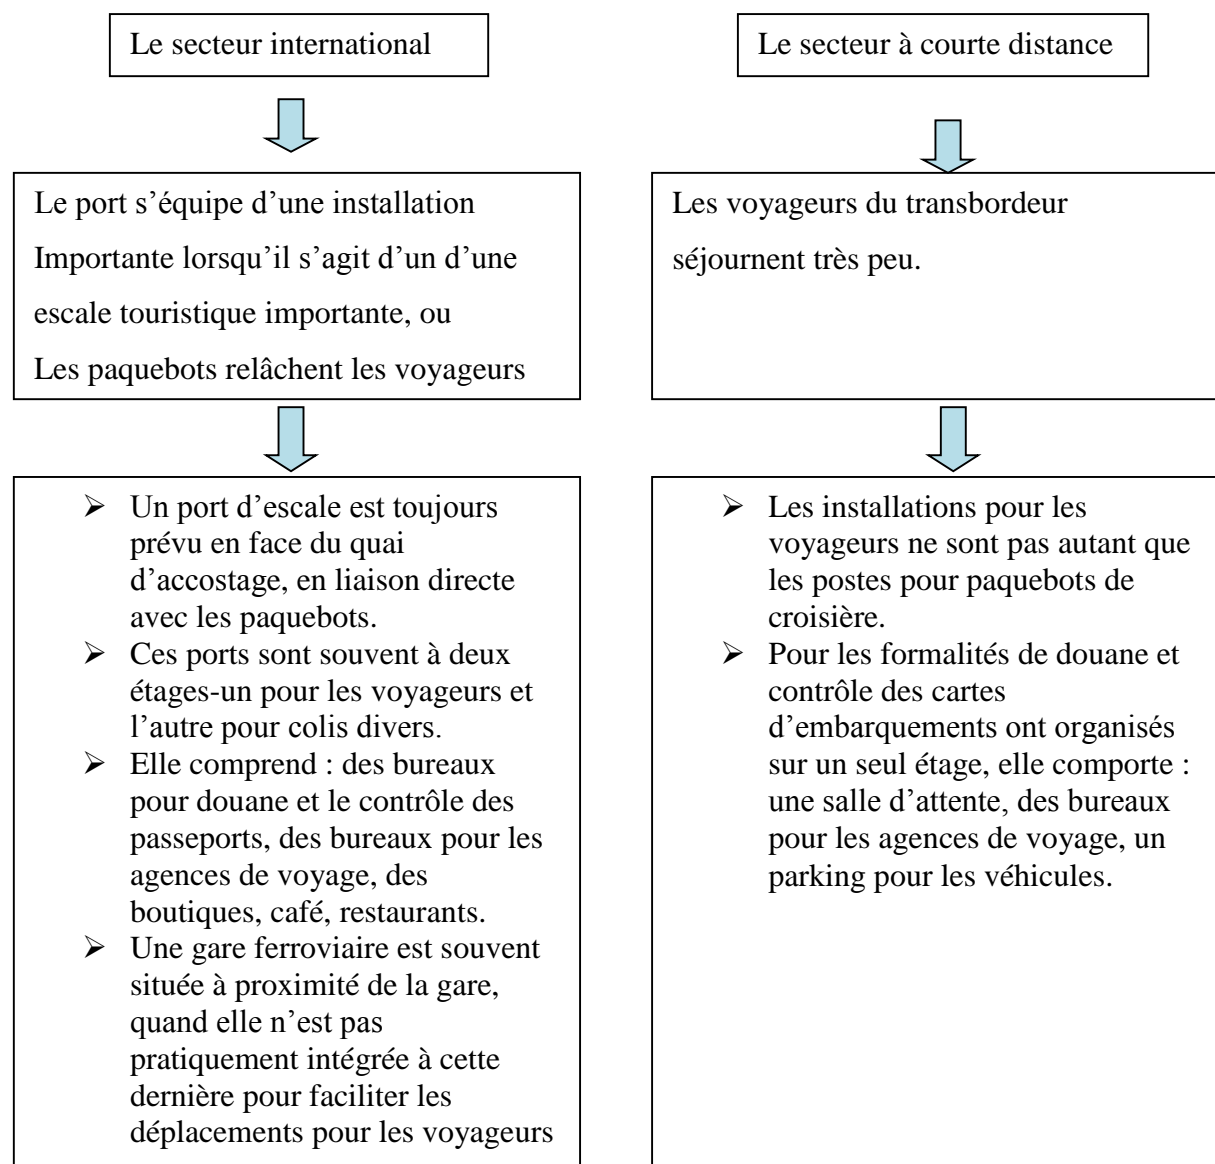 Le secteur international
Le secteur à courte distance
Le port s’équipe d’une installation
Importante lorsqu’il s’agit d’un d’une
escale touristique importante, ou
Les paquebots relâchent les voyageurs
Les voyageurs du transbordeur
séjournent très peu.
➢ Un port d’escale est toujours
prévu en face du quai
d’accostage, en liaison directe
avec les paquebots.
➢ Ces ports sont souvent à deux
étages-un pour les voyageurs et
l’autre pour colis divers.
➢ Elle comprend : des bureaux
pour douane et le contrôle des
passeports, des bureaux pour les
agences de voyage, des
boutiques, café, restaurants.
➢ Une gare ferroviaire est souvent
située à proximité de la gare,
quand elle n’est pas
pratiquement intégrée à cette
dernière pour faciliter les
déplacements pour les voyageurs
➢ Les installations pour les
voyageurs ne sont pas autant que
les postes pour paquebots de
croisière.
➢ Pour les formalités de douane et
contrôle des cartes
d’embarquements ont organisés
sur un seul étage, elle comporte :
une salle d’attente, des bureaux
pour les agences de voyage, un
parking pour les véhicules.